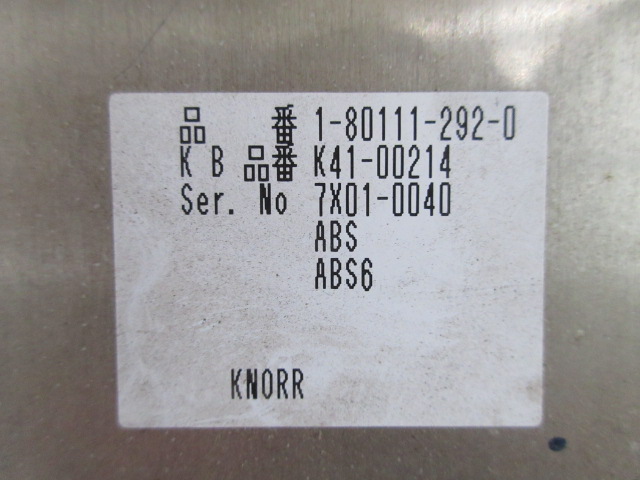 品 番 1-80111-292-0
K B 品番 K41-00214
Ser. No 7X01-0040
ABS
ABS6
KNORR